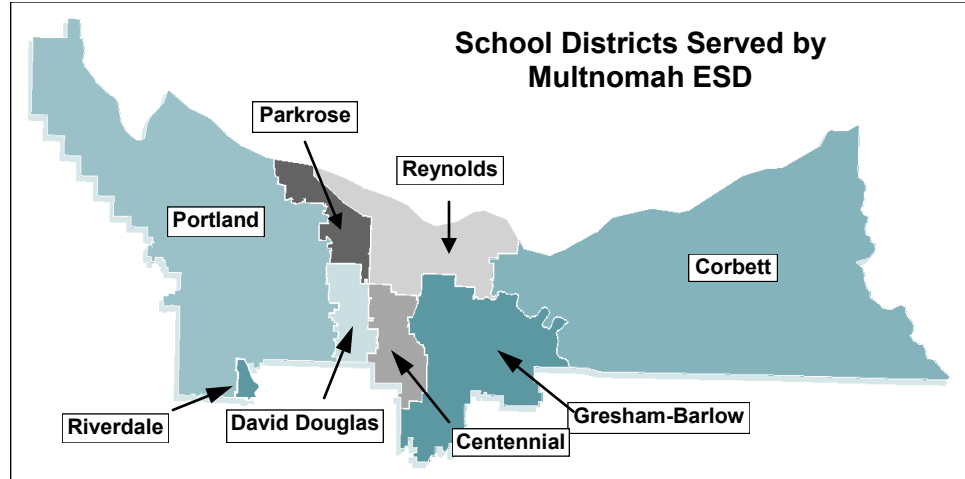 School Districts Served by
Multnomah ESD
Parkrose
Reynolds
Portland
Corbett
Riverdale
David Douglas
Centennial
Gresham-Barlow